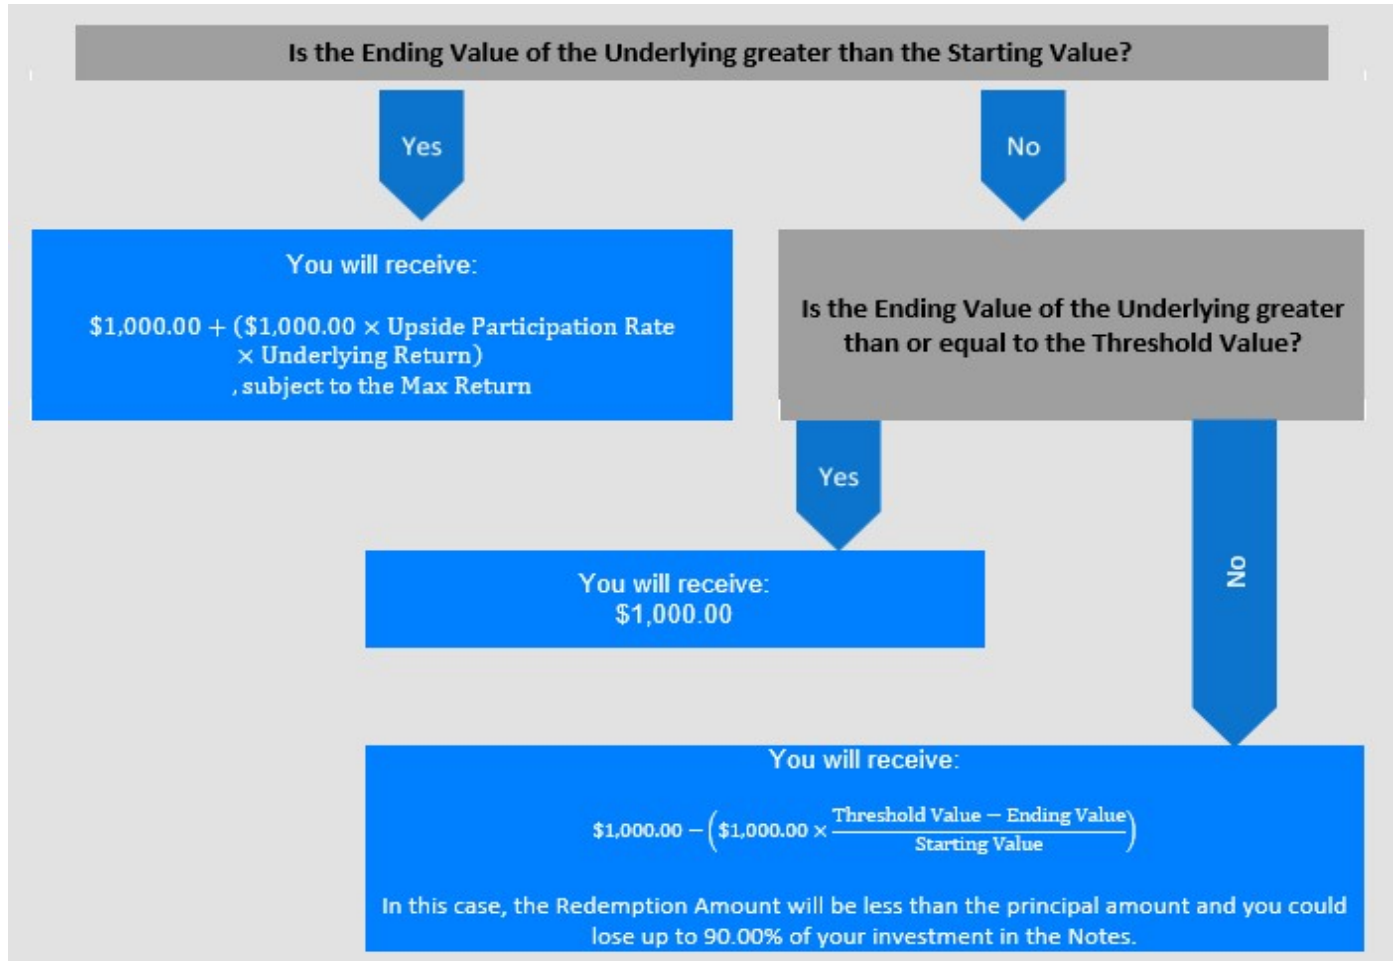 Is the Ending Value of the Underlying greater than the Starting Value?
Yes
No
You will receive:
$1,000.00 + ($1,000.00 × Upside Participation Rate
× Underlying Return)
, subject to the Max Return
Is the Ending Value of the Underlying greater
than or equal to the Threshold Value?
Yes
No
You will receive:
$1,000.00
You will receive:
$1,000.00 − ($1,000.00 × (Threshold Value − Ending Value) / Starting Value)
In this case, the Redemption Amount will be less than the principal amount and you could
lose up to 90.00% of your investment in the Notes.